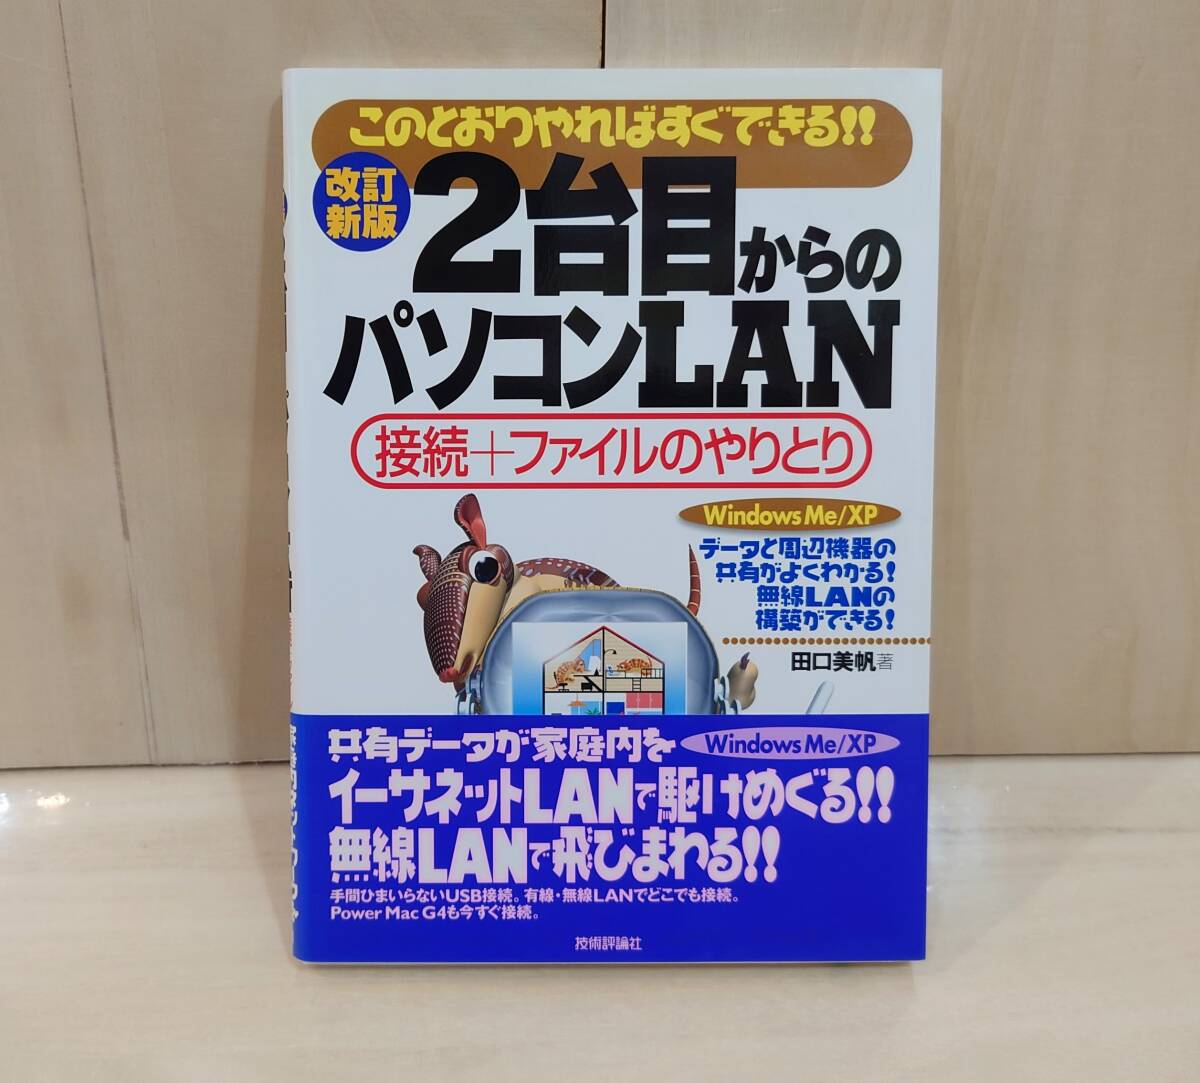 このとおりやればすぐできる!!
改訂
新版
2台目からの
パソコンLAN
接続+ファイルのやりとり
Windows Me/XP
データと周辺機器の
共有がよくわかる!
無線LANの
構築ができる!
田口美帆著
共有データが家庭内を
Windows Me/XP
イーサネットLANで駆けめぐる!!
無線LANで飛びまわる!!
手間ひまいらないUSB接続。有線・無線LANでどこでも接続。
Power Mac G4も今すぐ接続。
技術評論社